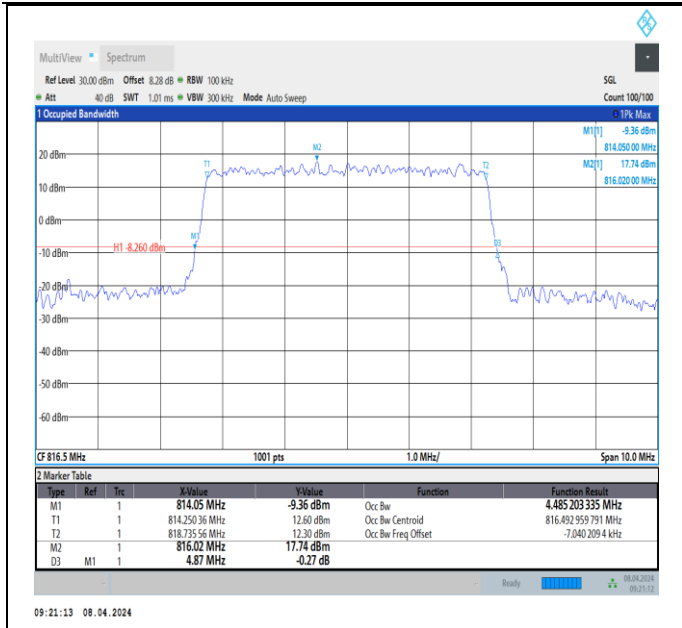 MultiView Spectrum
Ref Level 30.00 dBm Offset 8.28 dB RBW 100 kHz SGL
Att 40 dB SWT 1.01 ms VBW 300 kHz Mode Auto Sweep Count 100/100
1 Occupied Bandwidth 1Pk Max
M1[1] -9.36 dBm
814.050 00 MHz
M2[1] 17.74 dBm
816.020 00 MHz
M2
20 dBm
T1 T2
10 dBm
0 dBm
M1
H1 -8.260 dBm
D3
-10 dBm
-20 dBm
-30 dBm
-40 dBm
-50 dBm
-60 dBm
CF 816.5 MHz 1001 pts 1.0 MHz/ Span 10.0 MHz
2 Marker Table
Type Ref Trc X-Value Y-Value Function Function Result
M1 1 814.05 MHz -9.36 dBm Occ Bw 4.485 203 335 MHz
T1 1 814.250 36 MHz 12.60 dBm Occ Bw Centroid 816.492 959 791 MHz
T2 1 818.735 56 MHz 12.30 dBm Occ Bw Freq Offset -7.040 209 4 kHz
M2 1 816.02 MHz 17.74 dBm
D3 M1 1 4.87 MHz -0.27 dB
Ready 08.04.2024
09:21:12
09:21:13 08.04.2024